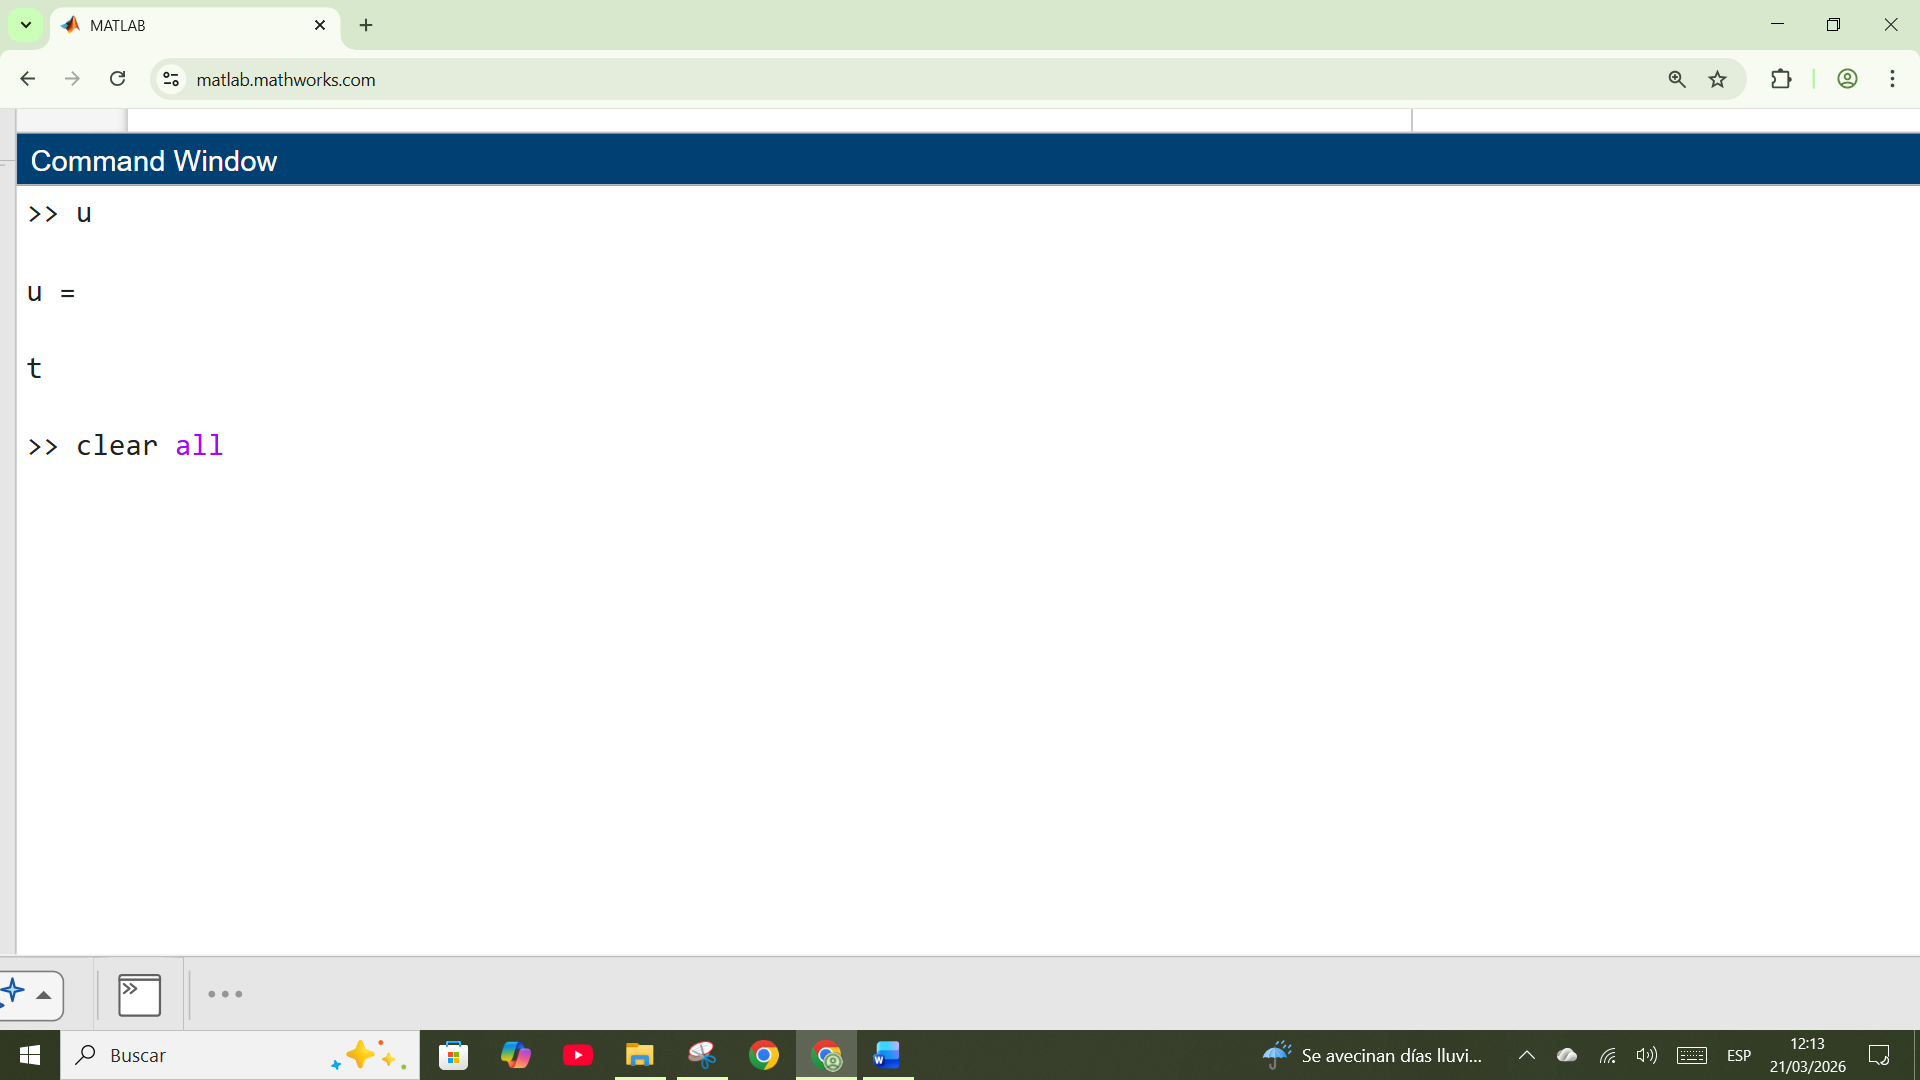 MATLAB
matlab.mathworks.com
Command Window
>> u
u =
t
>> clear all
Buscar
Se avecinan días lluvi...
ESP
12:13
21/03/2026